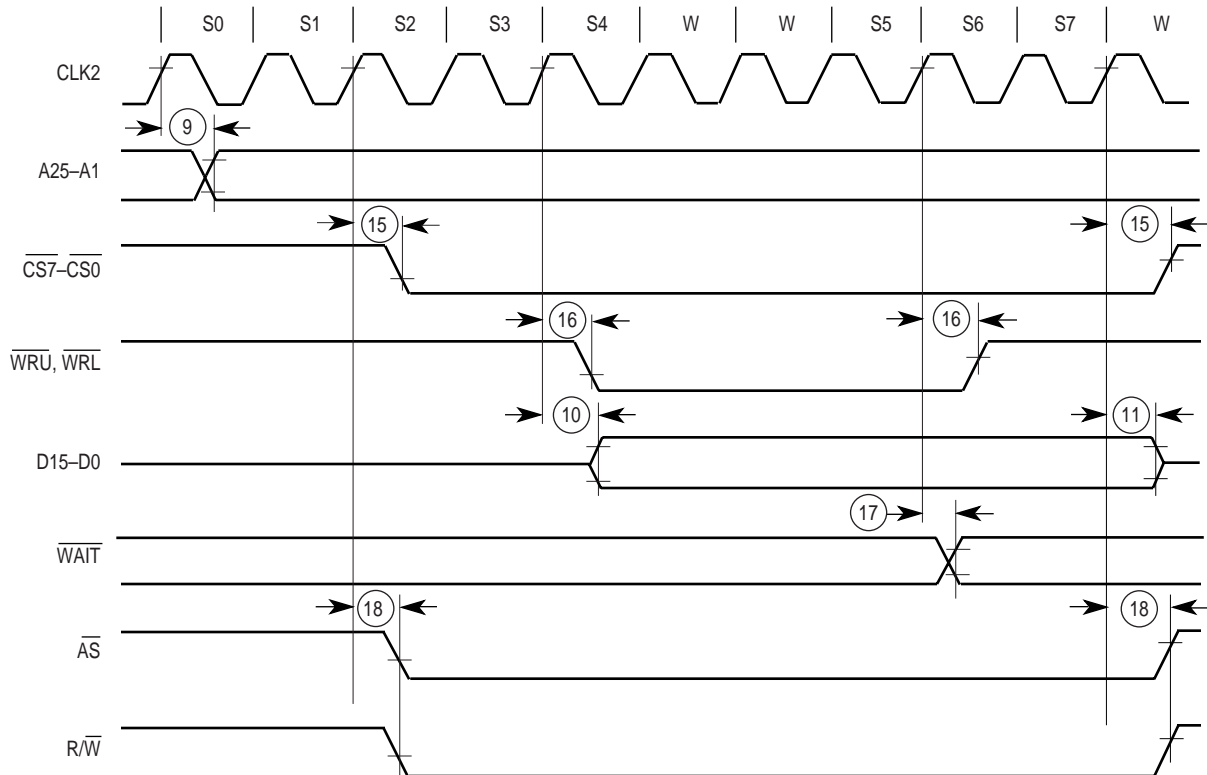 S0 S1 S2 S3 S4 W W S5 S6 S7 W
CLK2
9
A25–A1
15 15
CS7–CS0
16 16
WRU, WRL
10 11
D15–D0
17
WAIT
18 18
AS
R/W